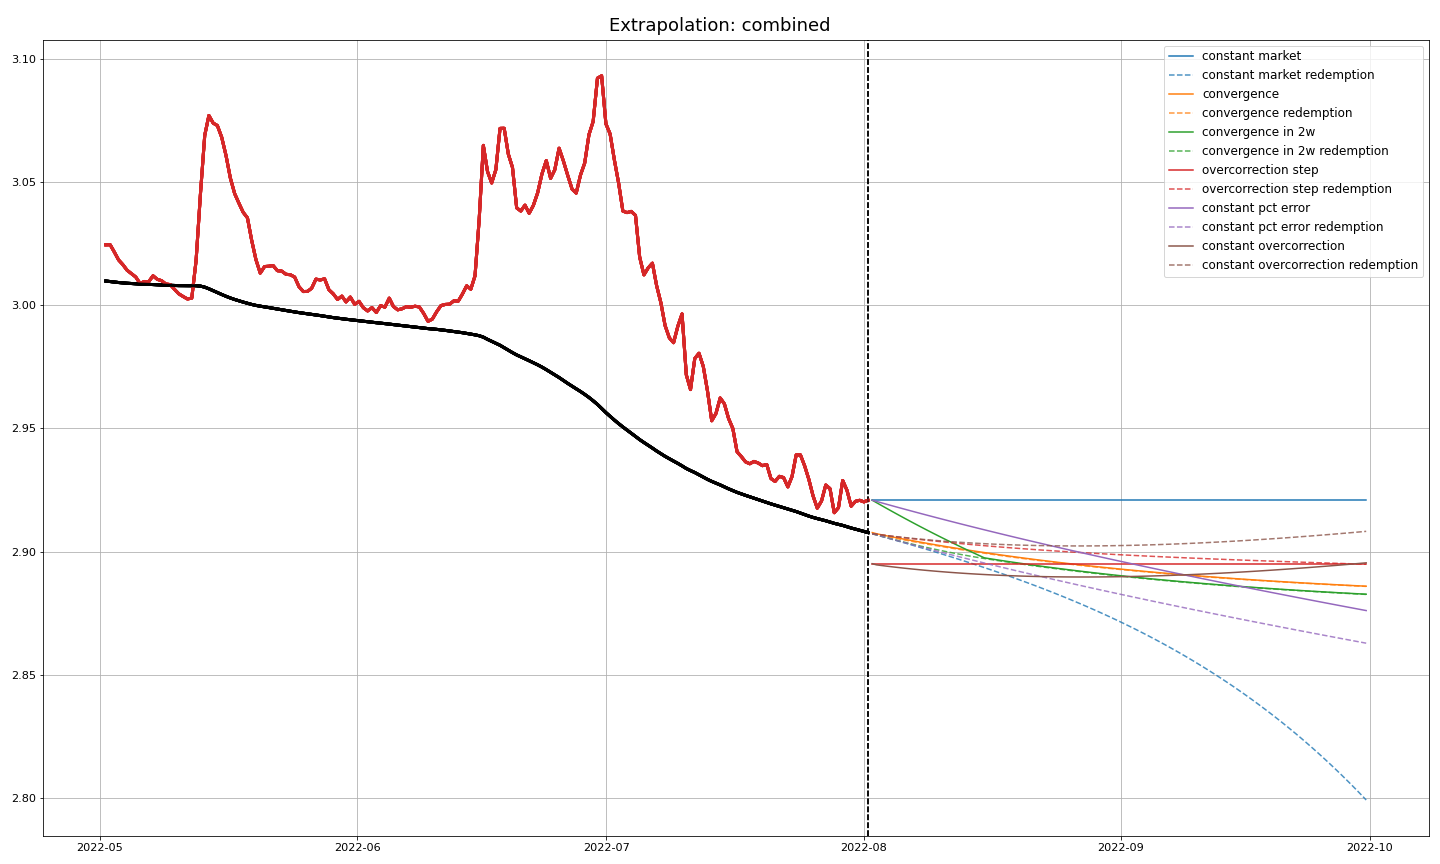 Extrapolation: combined
3.10
3.05
3.00
2.95
2.90
2.85
2.80
constant market
constant market redemption
convergence
convergence redemption
convergence in 2w
convergence in 2w redemption
overcorrection step
overcorrection step redemption
constant pct error
constant pct error redemption
constant overcorrection
constant overcorrection redemption
2022-05
2022-06
2022-07
2022-08
2022-09
2022-10